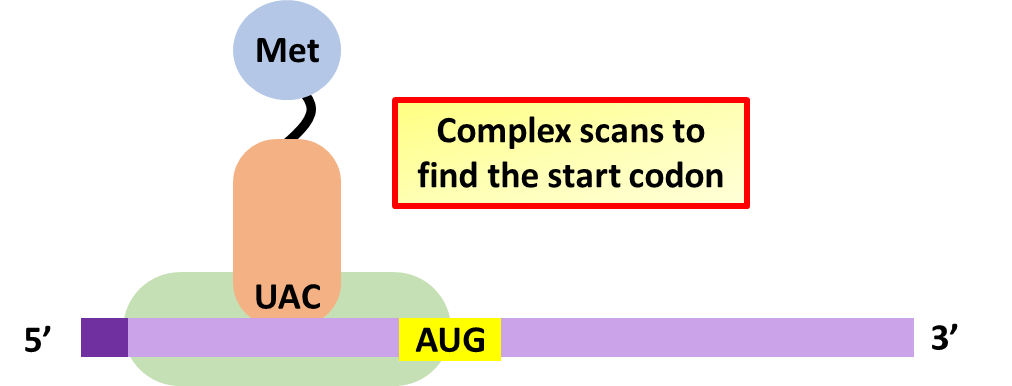 Met
Complex scans to
find the start codon
UAC
5’ AUG 3’